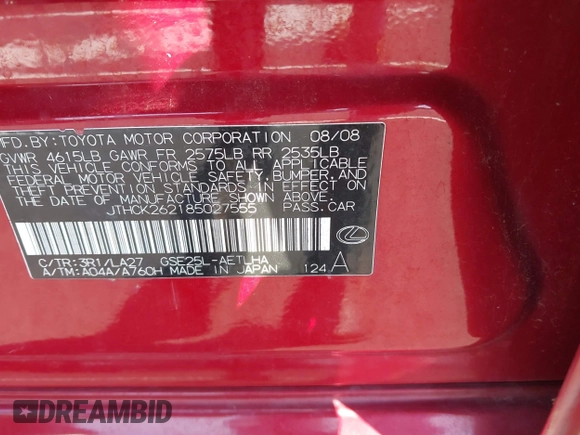 MFD.BY:TOYOTA MOTOR CORPORATION 08/08
GVWR 4615LB GAWR FR 2575LB RR 2535LB
THIS VEHICLE CONFORMS TO ALL APPLICABLE
FEDERAL MOTOR VEHICLE SAFETY, BUMPER, AND
THEFT PREVENTION STANDARDS IN EFFECT ON
THE DATE OF MANUFACTURE SHOWN ABOVE.
JTHCK262185027555 PASS.CAR
C/TR:3R1/LA27 GSE25L-AETLHA
A/TM:A04A/A760H MADE IN JAPAN 124 A
DREAMBID